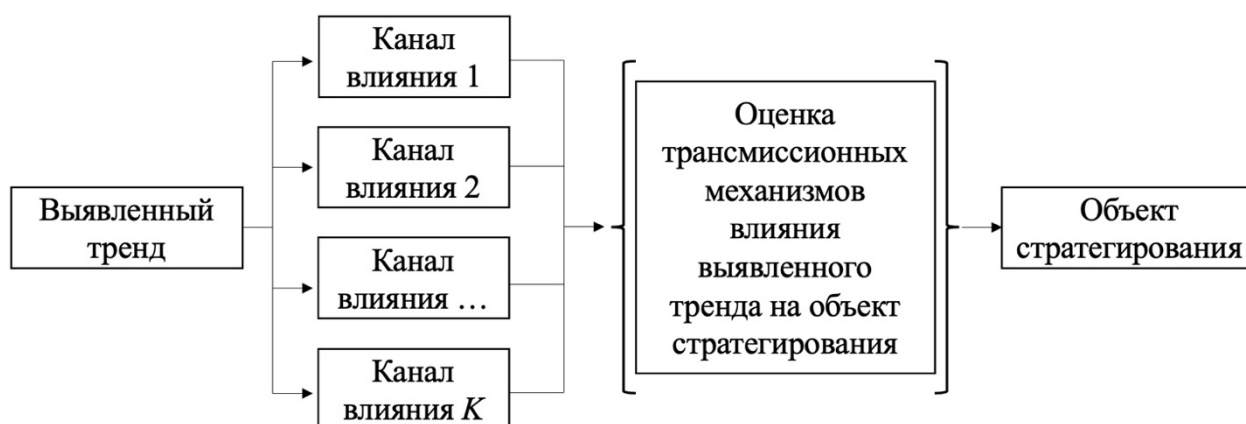 Выявленный
тренд
Канал
влияния 1
Канал
влияния 2
Канал
влияния …
Канал
влияния K
Оценка
трансмиссионных
механизмов
влияния
выявленного
тренда на объект
стратегирования
Объект
стратегирования